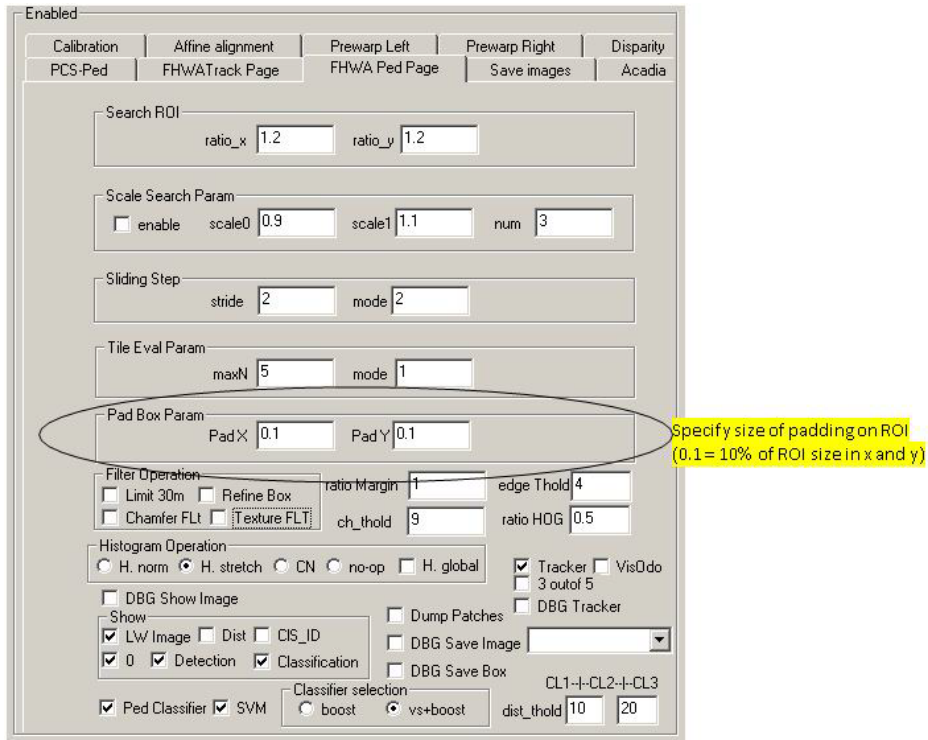 Enabled
Calibration Affine alignment Prewarp Left Prewarp Right Disparity
PCS-Ped FHWATrack Page FHWA Ped Page Save images Acadia
Search ROI
ratio_x 1.2 ratio_y 1.2
Scale Search Param
enable scale0 0.9 scale1 1.1 num 3
Sliding Step
stride 2 mode 2
Tile Eval Param
maxN 5 mode 1
Pad Box Param
Pad X 0.1 Pad Y 0.1
Specify size of padding on ROI
(0.1 = 10% of ROI size in x and y)
Filter Operation
Limit 30m Refine Box
Chamfer FLt Texture FLT
ratio Margin 1 edge Thold 4
ch_thold 9 ratio HOG 0.5
Histogram Operation
H. norm H. stretch CN no-op H. global
Tracker VisOdo
3 outof 5
DBG Tracker
DBG Show Image
Show
LW Image Dist CIS_ID
0 Detection Classification
Dump Patches
DBG Save Image
DBG Save Box
Ped Classifier SVM
Classifier selection
boost vs+boost
CL1--|--CL2--|--CL3
dist_thold 10 20